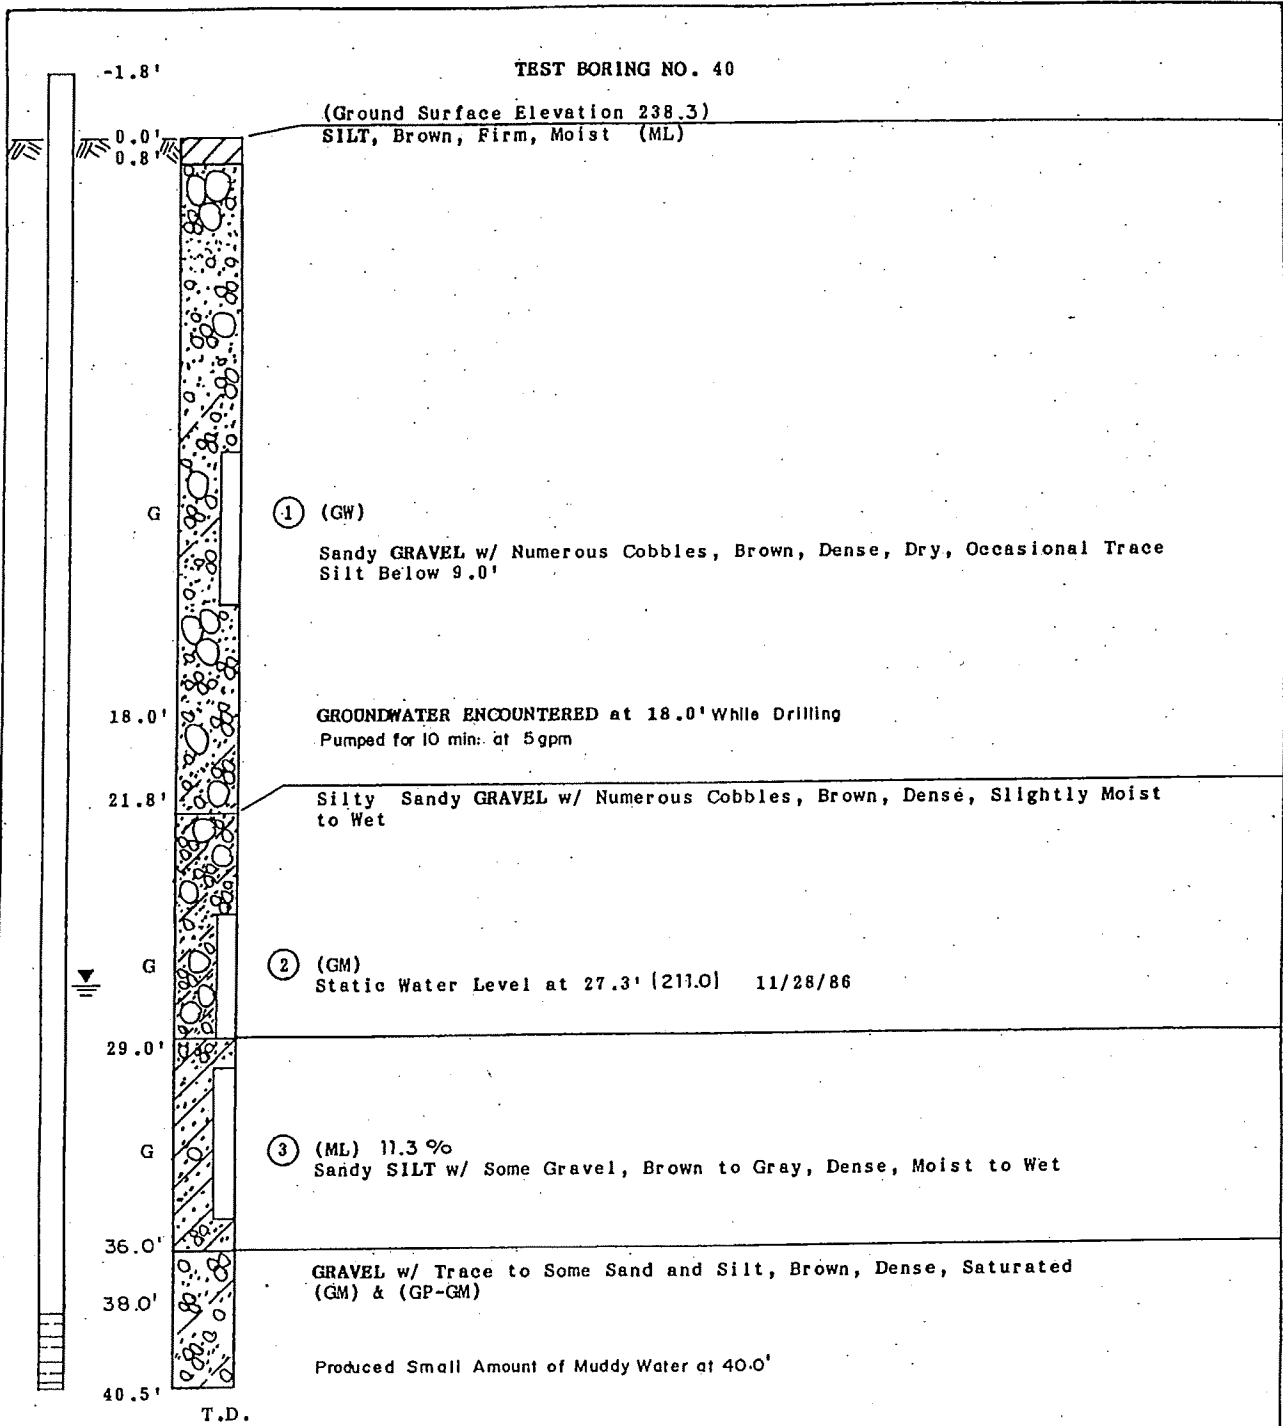 TEST BORING NO. 40
-1.8'
(Ground Surface Elevation 238.3)
0.0'
SILT, Brown, Firm, Moist (ML)
0.8'
G
1 (GW)
Sandy GRAVEL w/ Numerous Cobbles, Brown, Dense, Dry, Occasional Trace
Silt Below 9.0'
18.0'
GROUNDWATER ENCOUNTERED at 18.0' While Drilling
Pumped for 10 min. at 5gpm
21.8'
Silty Sandy GRAVEL w/ Numerous Cobbles, Brown, Dense, Slightly Moist
to Wet
G
2 (GM)
Static Water Level at 27.3' (211.0) 11/28/86
29.0'
G
3 (ML) 11.3 %
Sandy SILT w/ Some Gravel, Brown to Gray, Dense, Moist to Wet
36.0'
GRAVEL w/ Trace to Some Sand and Silt, Brown, Dense, Saturated
(GM) & (GP-GM)
38.0'
Produced Small Amount of Muddy Water at 40.0'
40.5'
T.D.